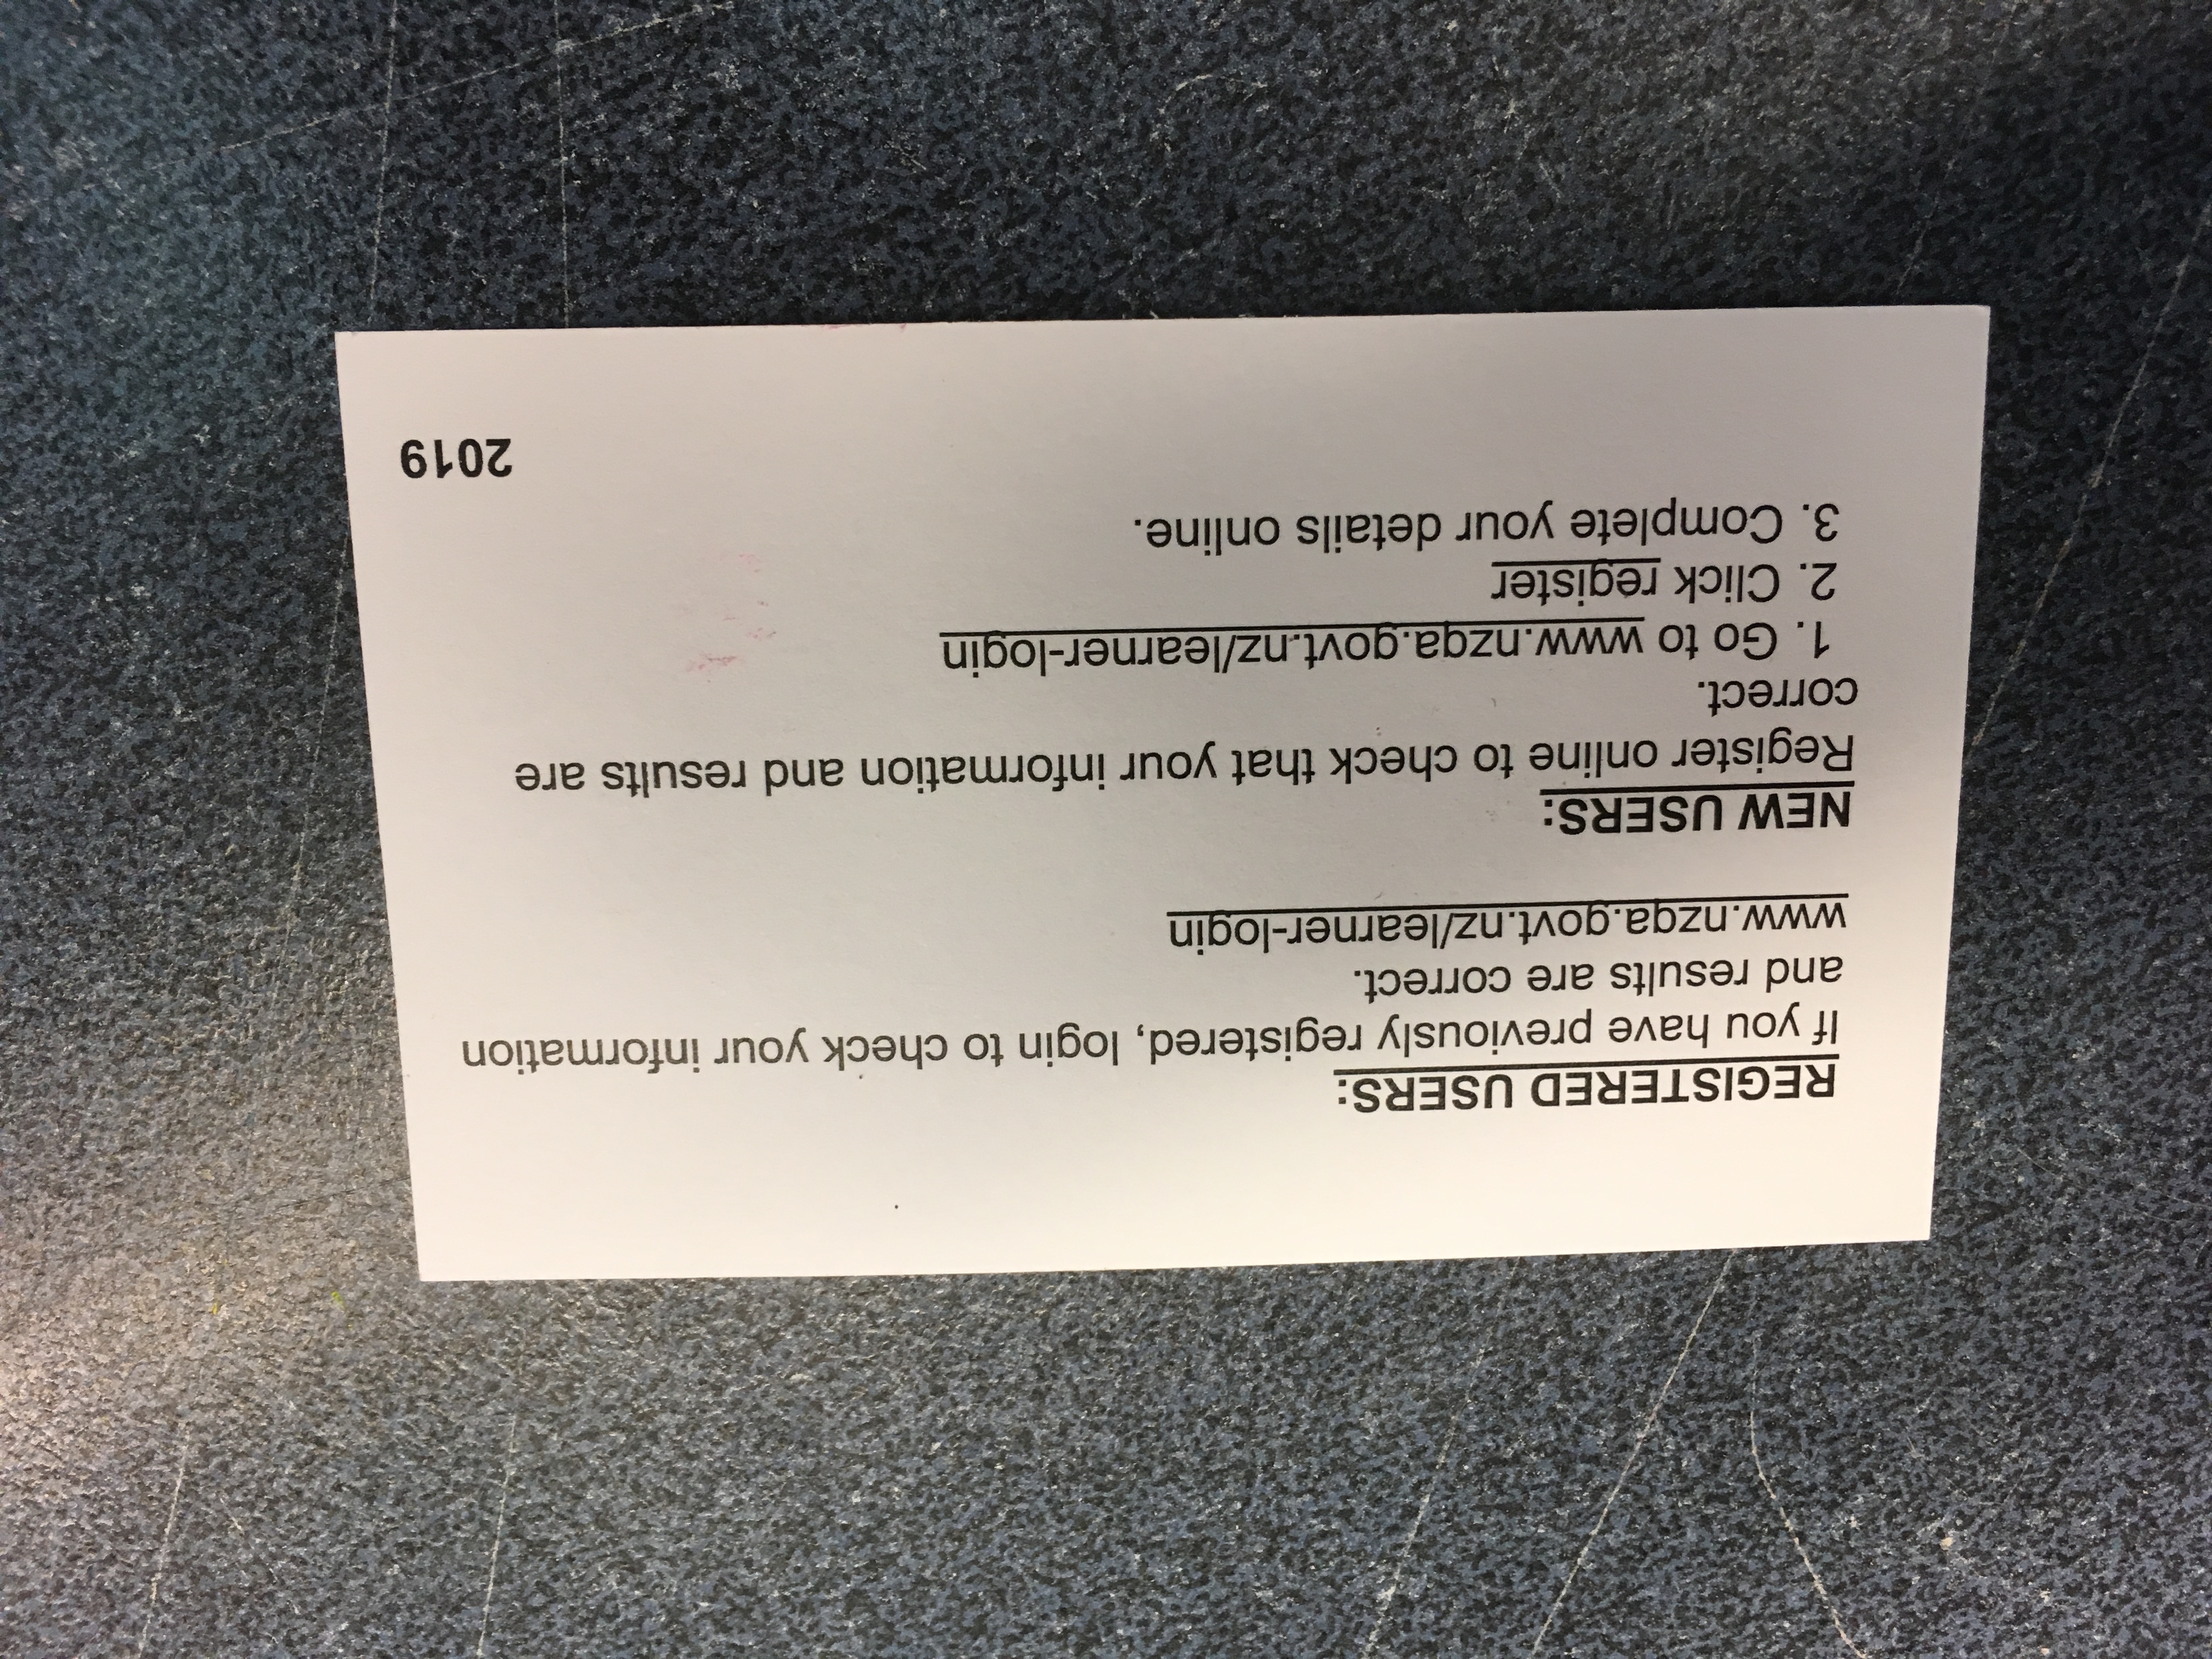 REGISTERED USERS:
If you have previously registered, login to check your information
and results are correct.
www.nzqa.govt.nz/learner-login
NEW USERS:
Register online to check that your information and results are
correct.
1. Go to www.nzqa.govt.nz/learner-login
2. Click register
3. Complete your details online.
2019